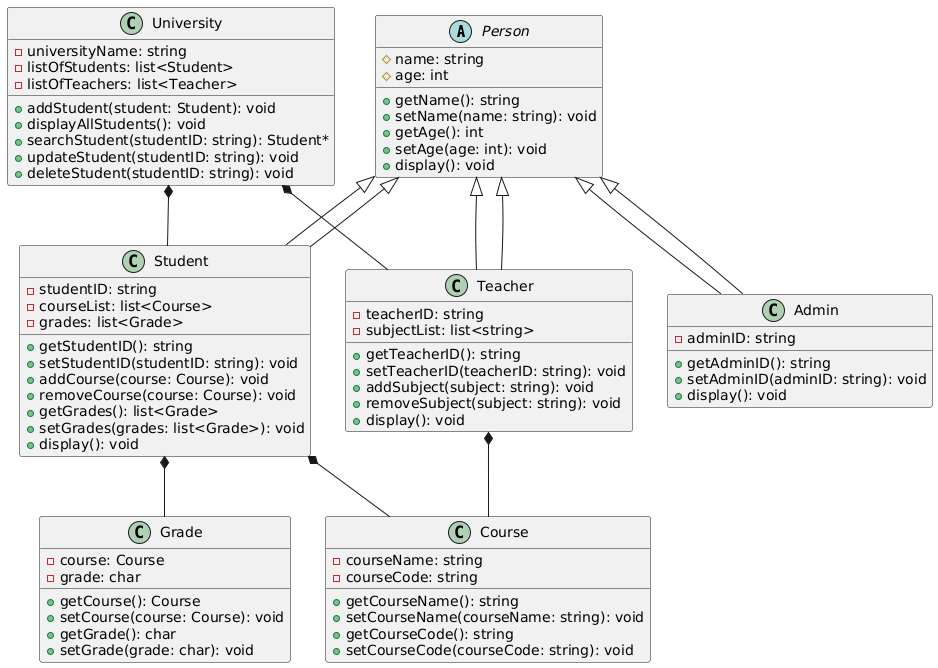 C University
universityName: string
listOfStudents: list<Student>
listOfTeachers: list<Teacher>
addStudent(student: Student): void
displayAllStudents(): void
searchStudent(studentID: string): Student*
updateStudent(studentID: string): void
deleteStudent(studentID: string): void
A Person
name: string
age: int
getName(): string
setName(name: string): void
getAge(): int
setAge(age: int): void
display(): void
C Student
studentID: string
courseList: list<Course>
grades: list<Grade>
getStudentID(): string
setStudentID(studentID: string): void
addCourse(course: Course): void
removeCourse(course: Course): void
getGrades(): list<Grade>
setGrades(grades: list<Grade>): void
display(): void
C Teacher
teacherID: string
subjectList: list<string>
getTeacherID(): string
setTeacherID(teacherID: string): void
addSubject(subject: string): void
removeSubject(subject: string): void
display(): void
C Admin
adminID: string
getAdminID(): string
setAdminID(adminID: string): void
display(): void
C Grade
course: Course
grade: char
getCourse(): Course
setCourse(course: Course): void
getGrade(): char
setGrade(grade: char): void
C Course
courseName: string
courseCode: string
getCourseName(): string
setCourseName(courseName: string): void
getCourseCode(): string
setCourseCode(courseCode: string): void